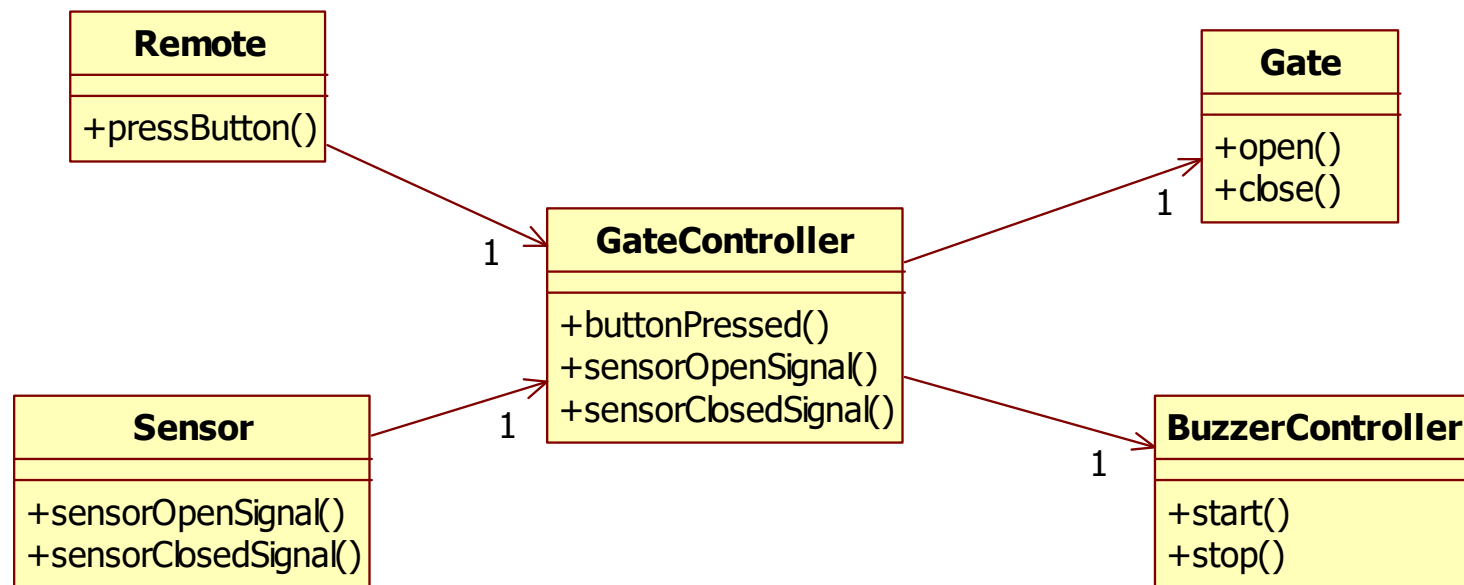 Remote
+pressButton()
1
Gate
+open()
+close()
1
GateController
+buttonPressed()
+sensorOpenSignal()
+sensorClosedSignal()
Sensor
+sensorOpenSignal()
+sensorClosedSignal()
1
BuzzerController
+start()
+stop()
1